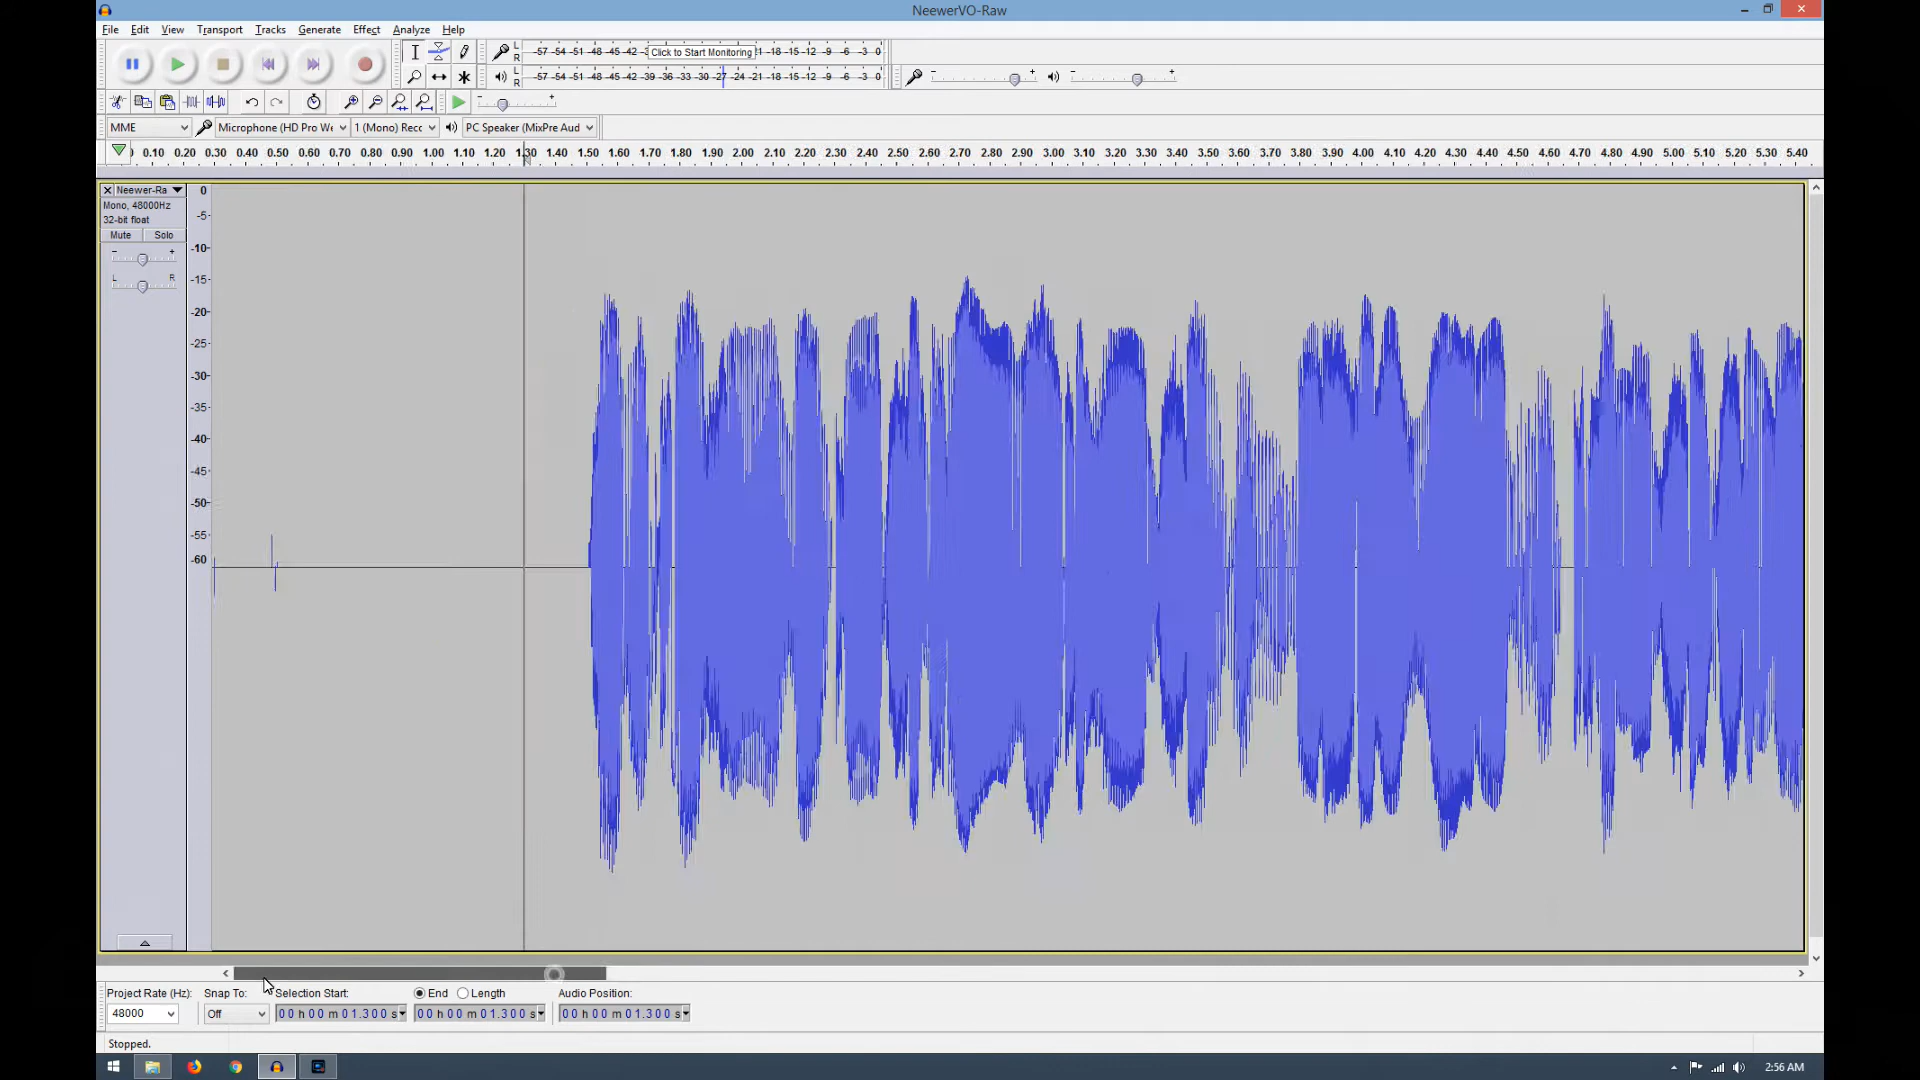 NeewerVO-Raw
File Edit View Transport Tracks Generate Effect Analyze Help
L
R
-57 -54 -51 -48 -45 -42 Click to Start Monitoring -18 -15 -12 -9 -6 -3 0
L
R
-57 -54 -51 -48 -45 -42 -39 -36 -33 -30 -27 -24 -21 -18 -15 -12 -9 -6 -3 0
MME Microphone (HD Pro We 1 (Mono) Recc PC Speaker (MixPre Aud
0.10 0.20 0.30 0.40 0.50 0.60 0.70 0.80 0.90 1.00 1.10 1.20 1.30 1.40 1.50 1.60 1.70 1.80 1.90 2.00 2.10 2.20 2.30 2.40 2.50 2.60 2.70 2.80 2.90 3.00 3.10 3.20 3.30 3.40 3.50 3.60 3.70 3.80 3.90 4.00 4.10 4.20 4.30 4.40 4.50 4.60 4.70 4.80 4.90 5.00 5.10 5.20 5.30 5.40
Neewer-Ra
Mono, 48000Hz
32-bit float
Mute Solo
L R
0
-5
-10
-15
-20
-25
-30
-35
-40
-45
-50
-55
-60
Project Rate (Hz): Snap To: Selection Start: End Length Audio Position:
48000 Off 00 h 00 m 01.300 s 00 h 00 m 01.300 s 00 h 00 m 01.300 s
Stopped.
2:56 AM